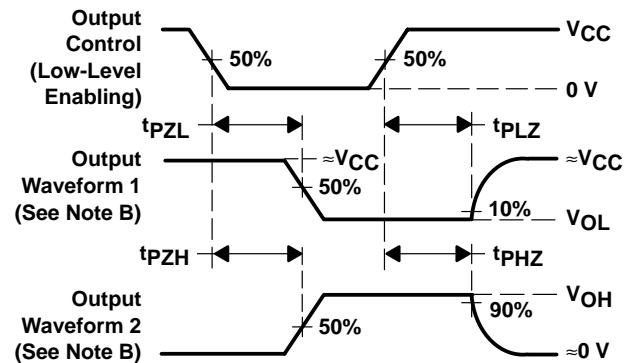 Output
Control
(Low-Level
Enabling)
50%
50%
VCC
0 V
tPZL
tPLZ
Output
Waveform 1
(See Note B)
≈VCC
50%
≈VCC
10%
VOL
tPZH
tPHZ
Output
Waveform 2
(See Note B)
50%
VOH
90%
≈0 V